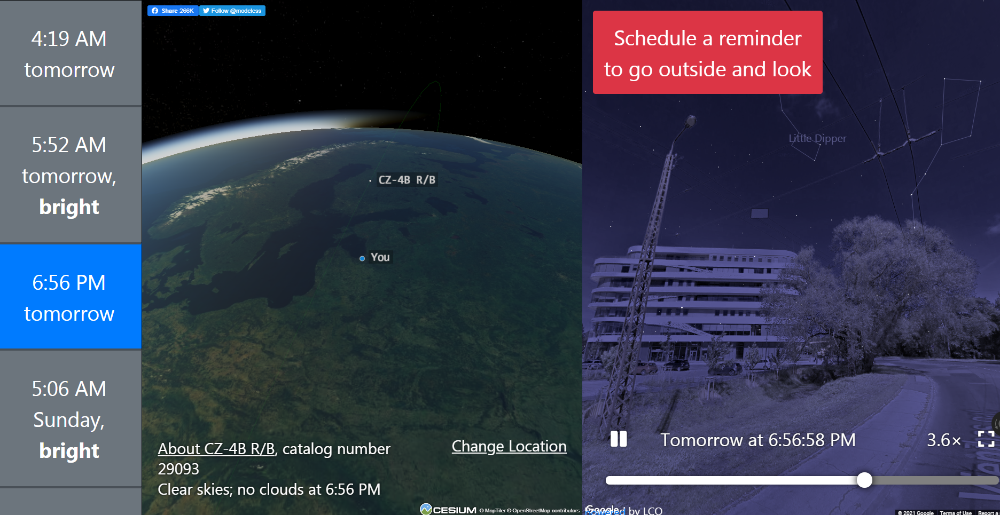 4:19 AM
tomorrow
5:52 AM
tomorrow,
bright
6:56 PM
tomorrow
5:06 AM
Sunday,
bright
Share 266K
Follow @modeless
CZ-4B R/B
You
About CZ-4B R/B, catalog number
29093
Clear skies; no clouds at 6:56 PM
Change Location
CESIUM © MapTiler © OpenStreetMap contributors
Schedule a reminder
to go outside and look
Little Dipper
Tomorrow at 6:56:58 PM
3.6×
Google
Powered by LCO
© 2021 Google
Terms of Use
Report a